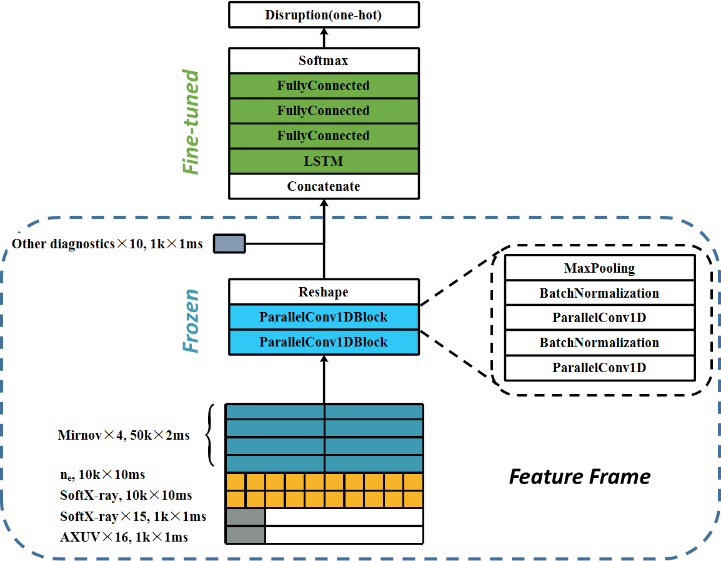 Disruption(one-hot)
Softmax
FullyConnected
FullyConnected
FullyConnected
LSTM
Concatenate
Fine-tuned
Other diagnostics×10, 1k×1ms
Reshape
ParallelConv1DBlock
ParallelConv1DBlock
Frozen
MaxPooling
BatchNormalization
ParallelConv1D
BatchNormalization
ParallelConv1D
Mirnov×4, 50k×2ms
nₑ, 10k×10ms
SoftX-ray, 10k×10ms
SoftX-ray×15, 1k×1ms
AXUV×16, 1k×1ms
Feature Frame